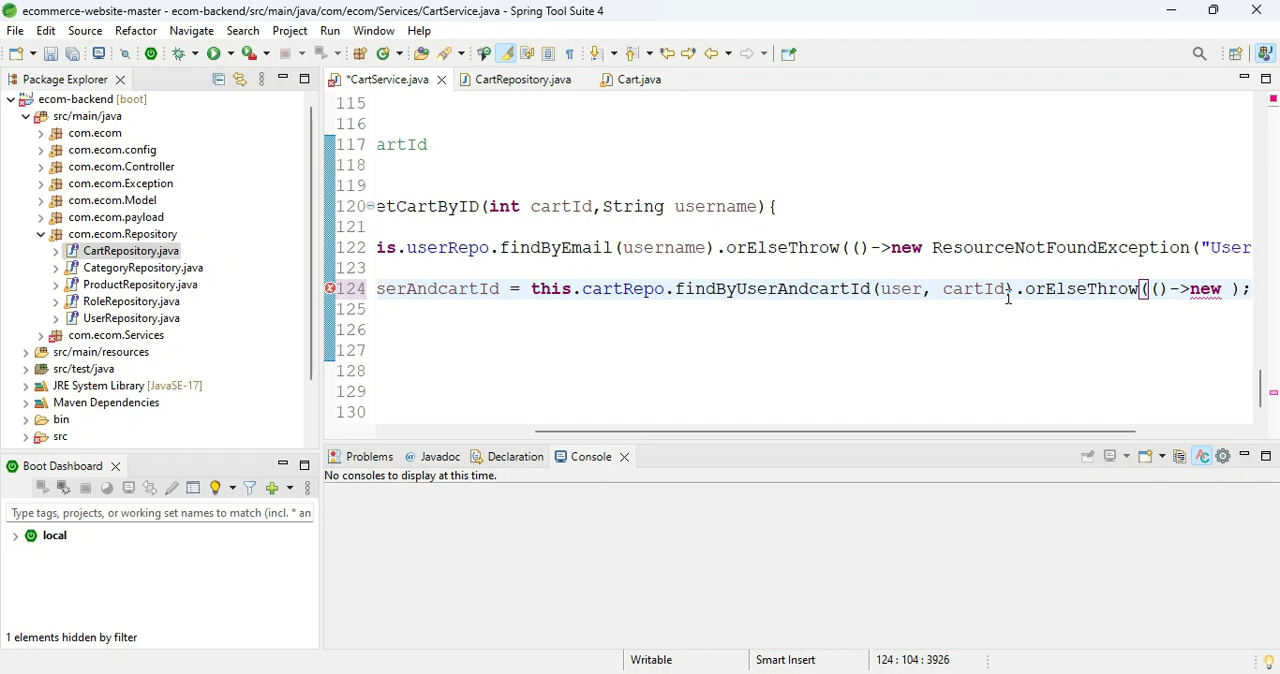 ecommerce-website-master - ecom-backend/src/main/java/com/ecom/Services/CartService.java - Spring Tool Suite 4
File Edit Source Refactor Navigate Search Project Run Window Help
Package Explorer
ecom-backend [boot]
src/main/java
com.ecom
com.ecom.config
com.ecom.Controller
com.ecom.Exception
com.ecom.Model
com.ecom.payload
com.ecom.Repository
CartRepository.java
CategoryRepository.java
ProductRepository.java
RoleRepository.java
UserRepository.java
com.ecom.Services
src/main/resources
src/test/java
JRE System Library [JavaSE-17]
Maven Dependencies
bin
src
*CartService.java CartRepository.java Cart.java
115
116
117 artId
118
119
120 etCartByID(int cartId,String username){
121
122 is.userRepo.findByEmail(username).orElseThrow(()->new ResourceNotFoundException("User
123
124 serAndcartId = this.cartRepo.findByUserAndcartId(user, cartId).orElseThrow(()->new );
125
126
127
128
129
130
Boot Dashboard
Type tags, projects, or working set names to match (incl. * an
local
1 elements hidden by filter
Problems @ Javadoc Declaration Console
No consoles to display at this time.
Writable Smart Insert 124 : 104 : 3926